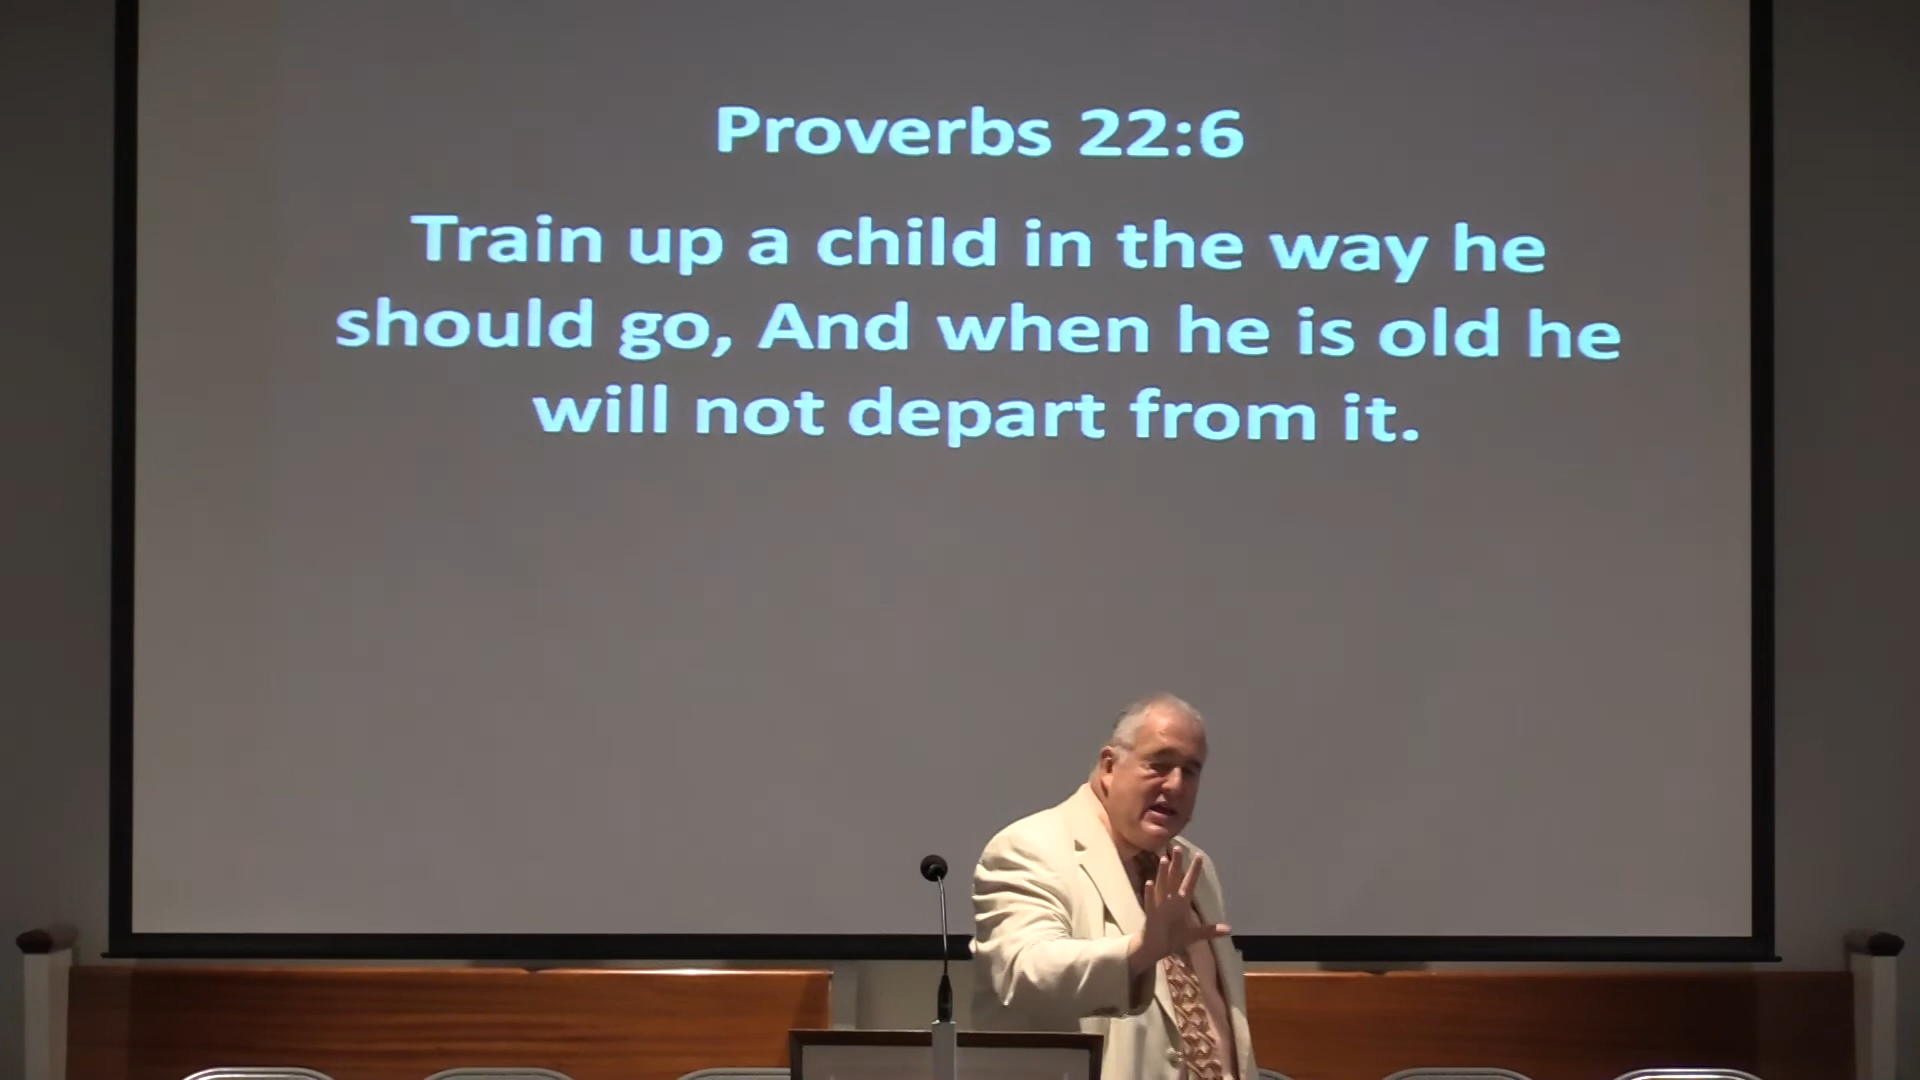 Proverbs 22:6
Train up a child in the way he
should go, And when he is old he
will not depart from it.